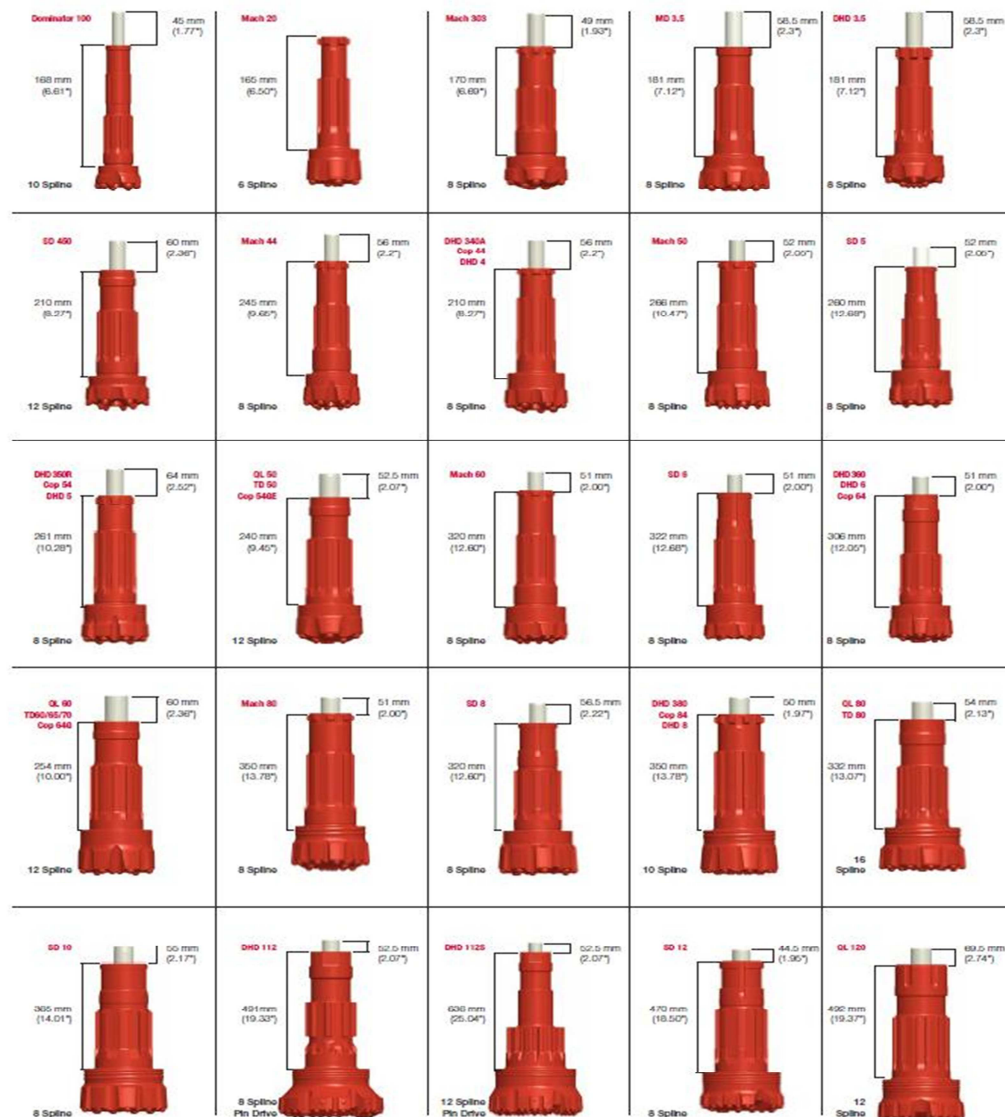 Dominator 100
45 mm
(1.77")
168 mm
(6.61")
10 Spline
Mach 20
165 mm
(6.50")
6 Spline
Mach 303
49 mm
(1.93")
170 mm
(6.69")
8 Spline
MD 3.5
58.5 mm
(2.3")
181 mm
(7.12")
8 Spline
DHD 3.5
58.5 mm
(2.3")
181 mm
(7.12")
8 Spline
SD 450
60 mm
(2.36")
210 mm
(8.27")
12 Spline
Mach 44
56 mm
(2.2")
245 mm
(9.65")
8 Spline
DHD 340A
Cop 44
DHD 4
56 mm
(2.2")
210 mm
(8.27")
8 Spline
Mach 50
52 mm
(2.05")
266 mm
(10.47")
8 Spline
SD 5
52 mm
(2.05")
260 mm
(12.68")
8 Spline
DHD 350R
Cop 54
DHD 5
64 mm
(2.52")
261 mm
(10.28")
8 Spline
QL 50
TD 50
Cop 54GE
52.5 mm
(2.07")
240 mm
(9.45")
12 Spline
Mach 60
51 mm
(2.00")
320 mm
(12.60")
8 Spline
SD 6
51 mm
(2.00")
322 mm
(12.68")
8 Spline
DHD 360
DHD 6
Cop 64
51 mm
(2.00")
306 mm
(12.05")
8 Spline
QL 60
TD60/65/70
Cop 64G
60 mm
(2.36")
254 mm
(10.00")
12 Spline
Mach 80
51 mm
(2.00")
350 mm
(13.78")
8 Spline
SD 8
56.5 mm
(2.22")
320 mm
(12.60")
8 Spline
DHD 380
Cop 84
DHD 8
50 mm
(1.97")
350 mm
(13.78")
10 Spline
QL 80
TD 80
54 mm
(2.13")
332 mm
(13.07")
16
Spline
SD 10
55 mm
(2.17")
365 mm
(14.01")
8 Spline
DHD 112
52.5 mm
(2.07")
491mm
(19.33")
8 Spline
Pin Drive
DHD 112S
52.5 mm
(2.07")
636 mm
(25.04")
12 Spline
Pin Drive
SD 12
44.5 mm
(1.95")
470 mm
(18.50")
8 Spline
QL 120
69.5 mm
(2.74")
492 mm
(19.37")
12
Spline